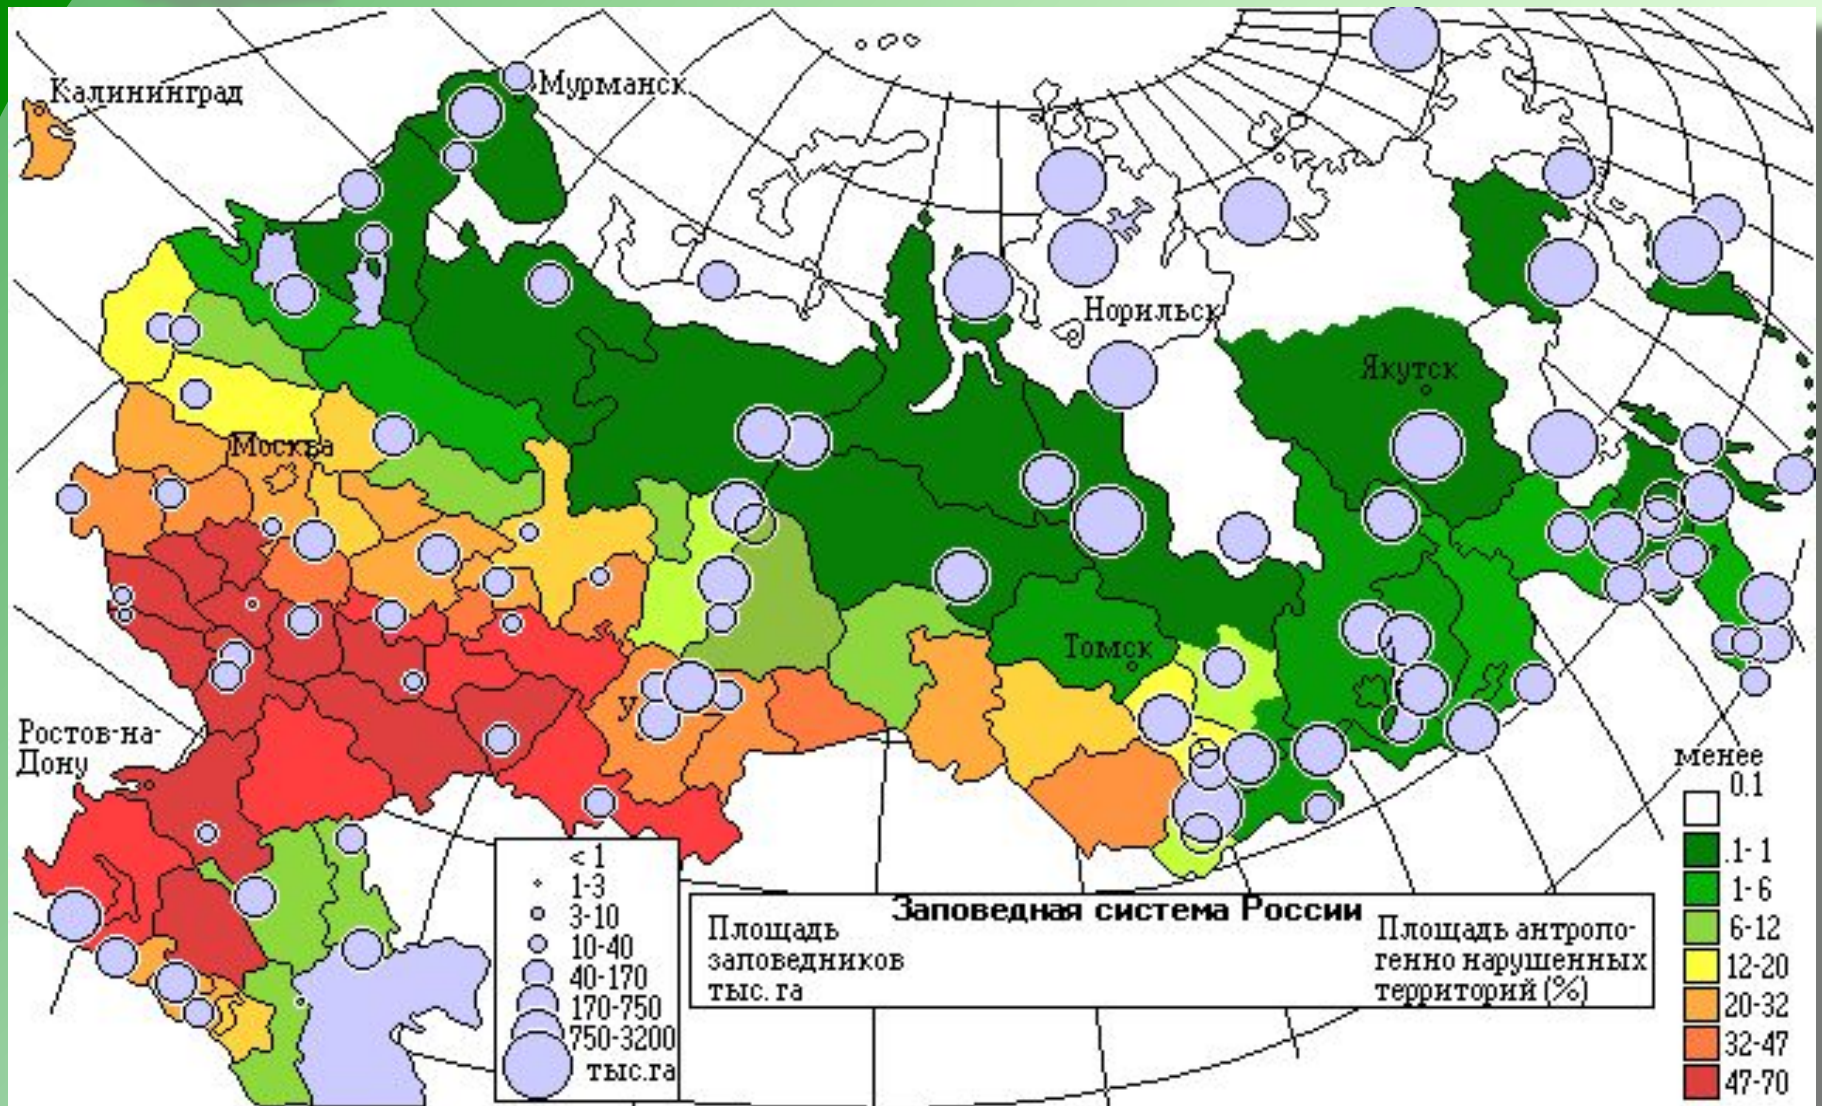 Калининград
Мурманск
Норильск
Якутск
Москва
Томск
У
Ростов-на-
Дону
менее
0.1
.1-1
1-6
6-12
12-20
20-32
32-47
47-70
< 1
1-3
3-10
10-40
40-170
170-750
750-3200
тыс.га
Заповедная система России
Площадь
заповедников
тыс. га
Площадь антропо-
генно нарушенных
территорий (%)